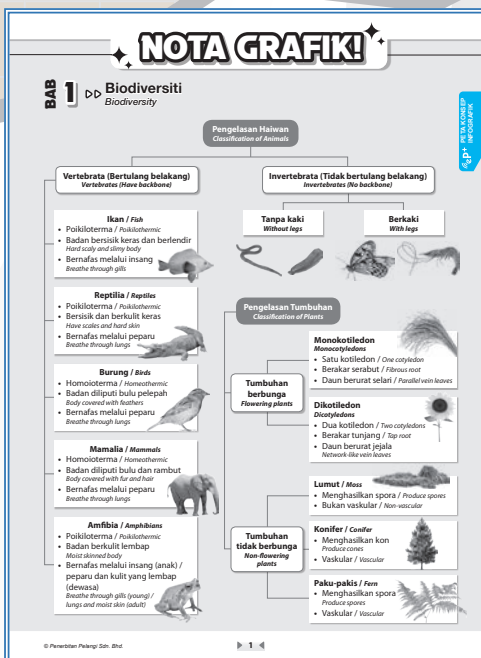 NOTA GRAFIK!
BAB 1 Biodiversiti
Biodiversity
PETA KONSEP
INFOGRAFIK
Pengelasan Haiwan
Classification of Animals
Vertebrata (Bertulang belakang)
Vertebrates (Have backbone)
Invertebrata (Tidak bertulang belakang)
Invertebrates (No backbone)
Ikan / Fish
• Poikiloterma / Poikilothermic
• Badan bersisik keras dan berlendir
Hard scaly and slimy body
• Bernafas melalui insang
Breathe through gills
Tanpa kaki
Without legs
Berkaki
With legs
Reptilia / Reptiles
• Poikiloterma / Poikilothermic
• Bersisik dan berkulit keras
Have scales and hard skin
• Bernafas melalui peparu
Breathe through lungs
Burung / Birds
• Homoioterma / Homeothermic
• Badan diliputi bulu pelepah
Body covered with feathers
• Bernafas melalui peparu
Breathe through lungs
Mamalia / Mammals
• Homoioterma / Homeothermic
• Badan diliputi bulu dan rambut
Body covered with fur and hair
• Bernafas melalui peparu
Breathe through lungs
Amfibia / Amphibians
• Poikiloterma / Poikilothermic
• Badan berkulit lembap
Moist skinned body
• Bernafas melalui insang (anak) /
peparu dan kulit yang lembap
(dewasa)
Breathe through gills (young) /
lungs and moist skin (adult)
Pengelasan Tumbuhan
Classification of Plants
Tumbuhan
berbunga
Flowering plants
Monokotiledon
Monocotyledons
• Satu kotiledon / One cotyledon
• Berakar serabut / Fibrous root
• Daun berurat selari / Parallel vein leaves
Dikotiledon
Dicotyledons
• Dua kotiledon / Two cotyledons
• Berakar tunjang / Tap root
• Daun berurat jejala
Network-like vein leaves
Tumbuhan
tidak berbunga
Non-flowering
plants
Lumut / Moss
• Menghasilkan spora / Produce spores
• Bukan vaskular / Non-vascular
Konifer / Conifer
• Menghasilkan kon
Produce cones
• Vaskular / Vascular
Paku-pakis / Fern
• Menghasilkan spora
Produce spores
• Vaskular / Vascular
© Penerbitan Pelangi Sdn. Bhd.
1